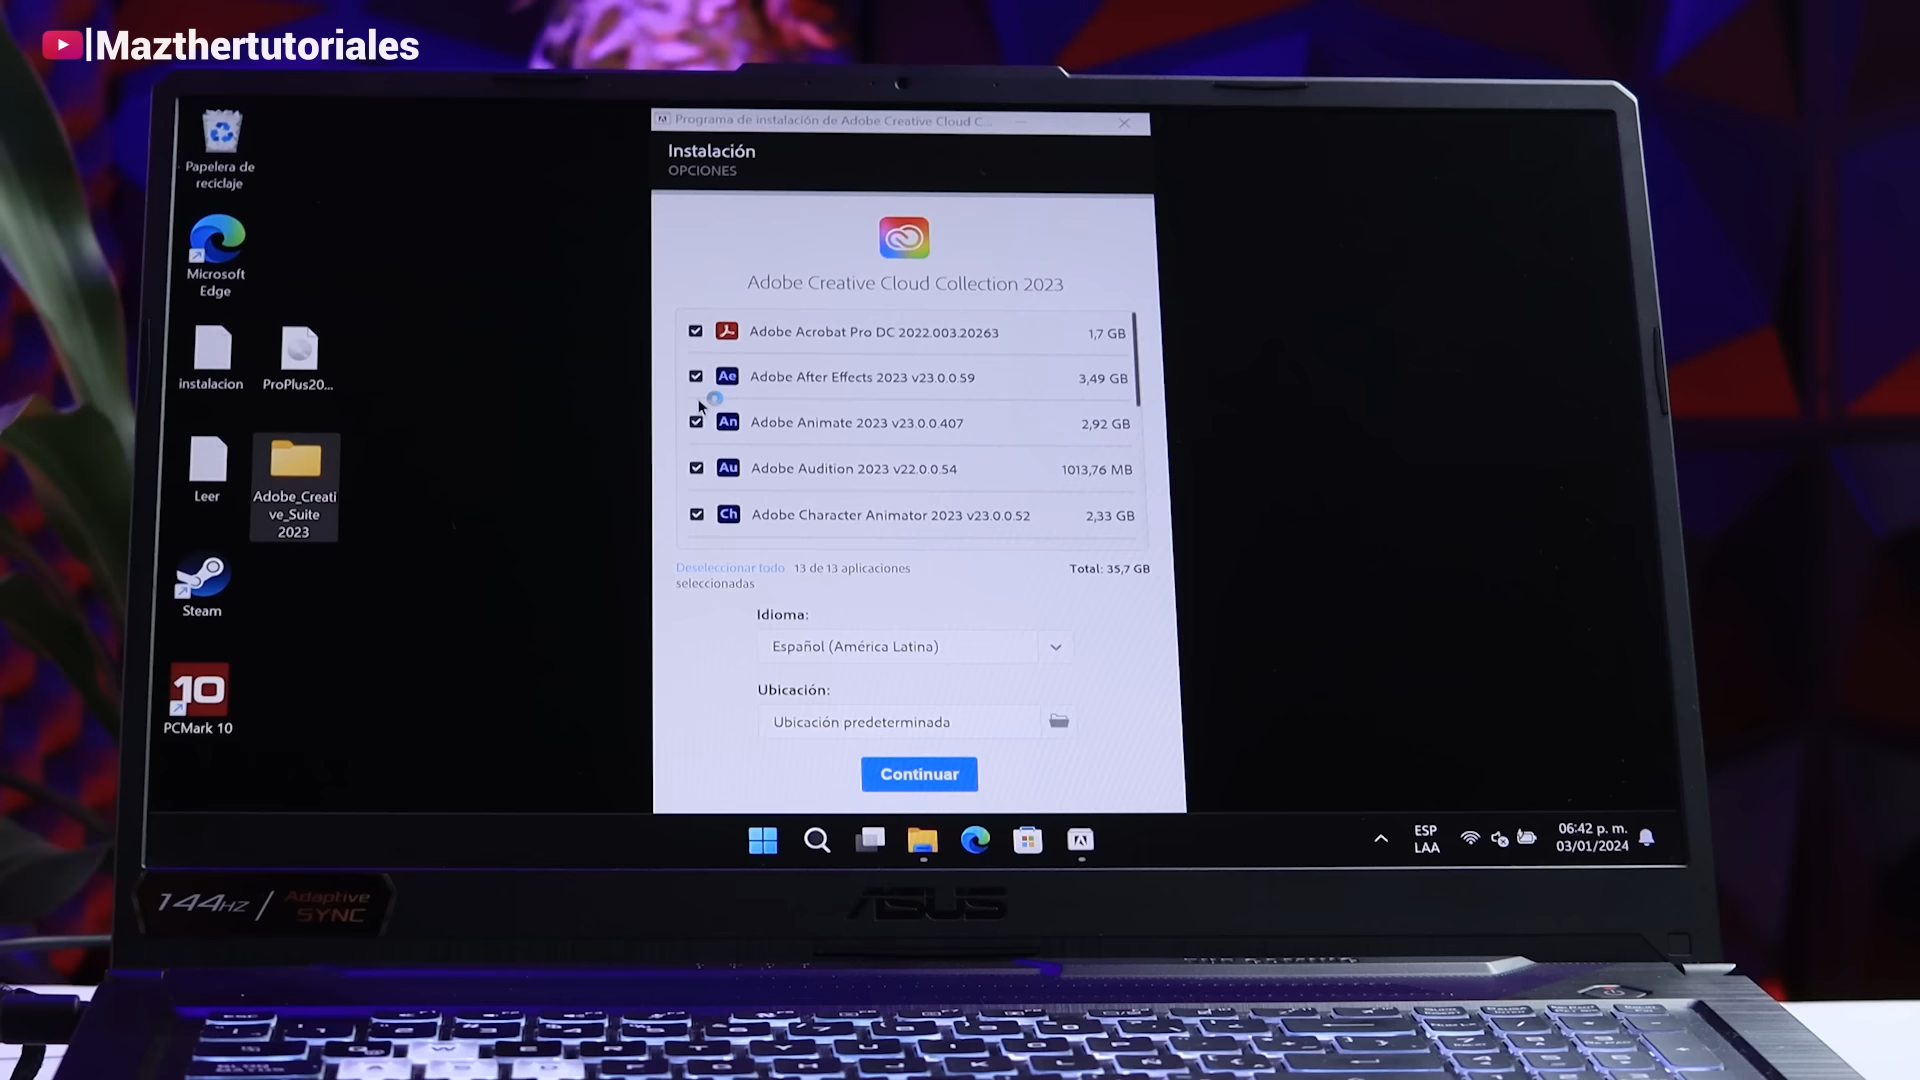 Mazthertutoriales
Papelera de
reciclaje
Microsoft
Edge
instalacion
ProPlus20...
Leer
Adobe_Creati
ve_Suite
2023
Steam
10
PCMark 10
Programa de instalación de Adobe Creative Cloud C...
Instalación
OPCIONES
Adobe Creative Cloud Collection 2023
Adobe Acrobat Pro DC 2022.003.20263 1,7 GB
Ae Adobe After Effects 2023 v23.0.0.59 3,49 GB
An Adobe Animate 2023 v23.0.0.407 2,92 GB
Au Adobe Audition 2023 v22.0.0.54 1013,76 MB
Ch Adobe Character Animator 2023 v23.0.0.52 2,33 GB
Deseleccionar todo 13 de 13 aplicaciones
seleccionadas
Total: 35,7 GB
Idioma:
Español (América Latina)
Ubicación:
Ubicación predeterminada
Continuar
ESP
LAA
06:42 p. m.
03/01/2024
144HZ / Adaptive
SYNC
ASUS